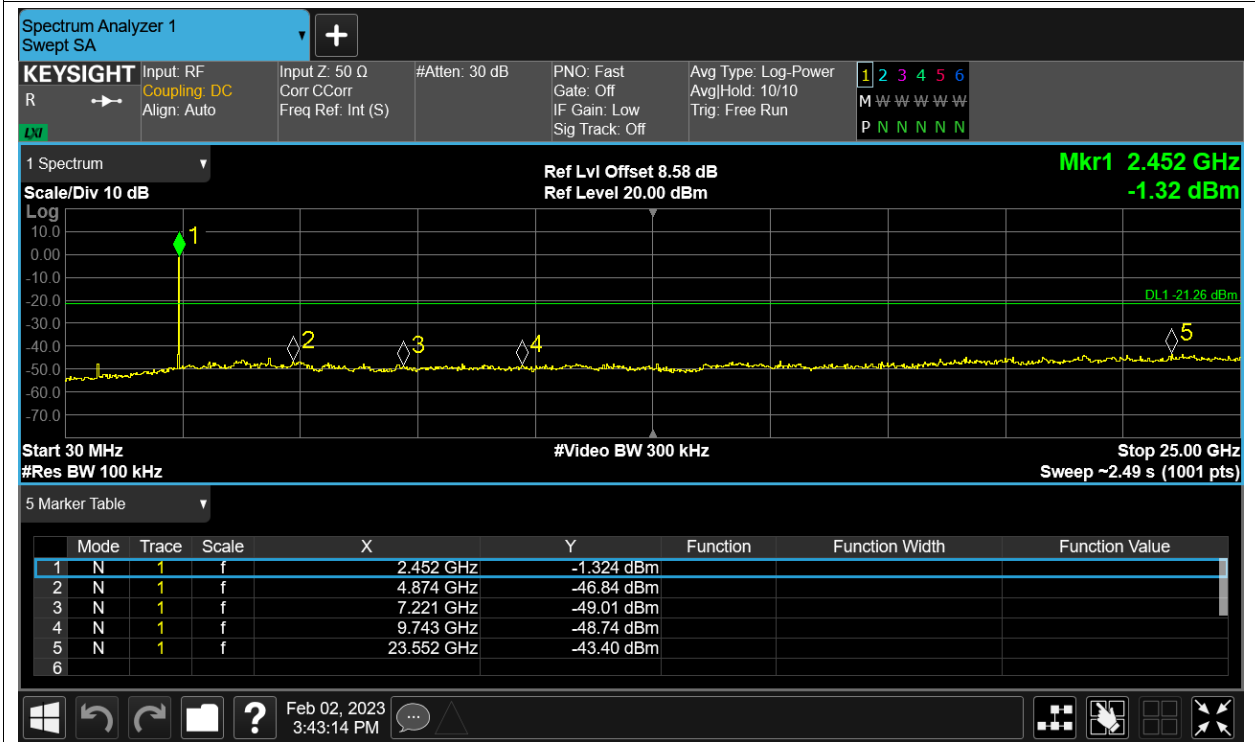 Spectrum Analyzer 1
Swept SA
KEYSIGHT
R
LXI
Input: RF
Coupling: DC
Align: Auto
Input Z: 50 Ω
Corr CCorr
Freq Ref: Int (S)
#Atten: 30 dB
PNO: Fast
Gate: Off
IF Gain: Low
Sig Track: Off
Avg Type: Log-Power
Avg|Hold: 10/10
Trig: Free Run
1 2 3 4 5 6
M W W W W W
P N N N N N
1 Spectrum
Scale/Div 10 dB
Ref Lvl Offset 8.58 dB
Ref Level 20.00 dBm
Mkr1 2.452 GHz
-1.32 dBm
Log
10.0
0.00
-10.0
-20.0
-30.0
-40.0
-50.0
-60.0
-70.0
1
2
3
4
5
DL1 -21.26 dBm
Start 30 MHz
#Res BW 100 kHz
#Video BW 300 kHz
Stop 25.00 GHz
Sweep ~2.49 s (1001 pts)
5 Marker Table
Mode Trace Scale X Y Function Function Width Function Value
1 N 1 f 2.452 GHz -1.324 dBm
2 N 1 f 4.874 GHz -46.84 dBm
3 N 1 f 7.221 GHz -49.01 dBm
4 N 1 f 9.743 GHz -48.74 dBm
5 N 1 f 23.552 GHz -43.40 dBm
6
?
Feb 02, 2023
3:43:14 PM